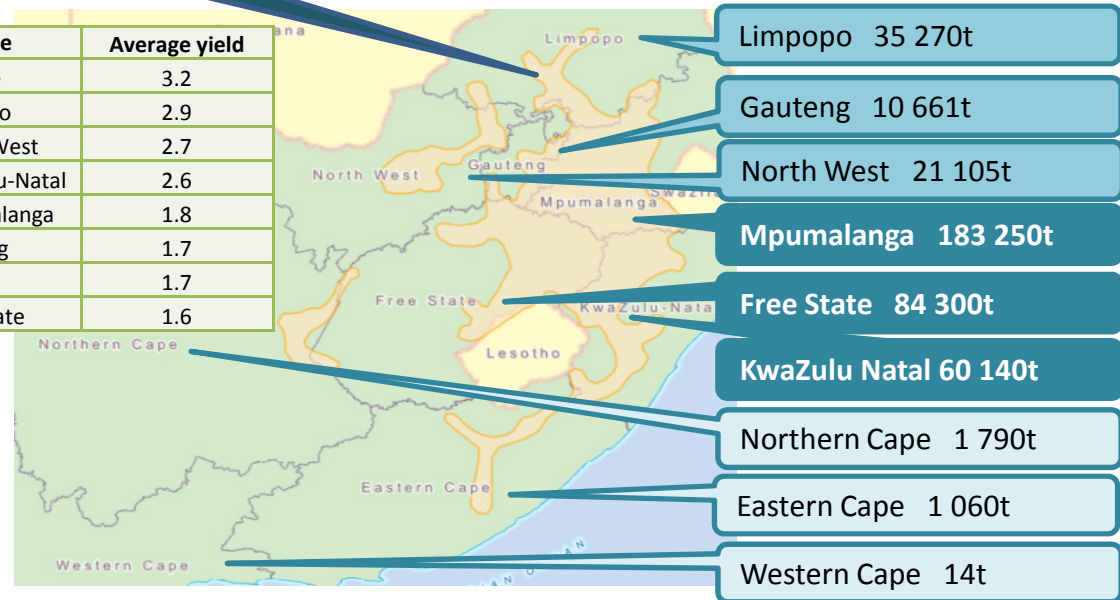 Average yield
3.2
2.9
2.7
2.6
1.8
1.7
1.7
1.6
Limpopo
North West
Gauteng
Mpumalanga
Free State
KwaZulu-Nata
Northern Cape
Lesotho
Eastern Cape
Western Cape
Limpopo 35 270t
Gauteng 10 661t
North West 21 105t
Mpumalanga 183 250t
Free State 84 300t
KwaZulu Natal 60 140t
Northern Cape 1 790t
Eastern Cape 1 060t
Western Cape 14t